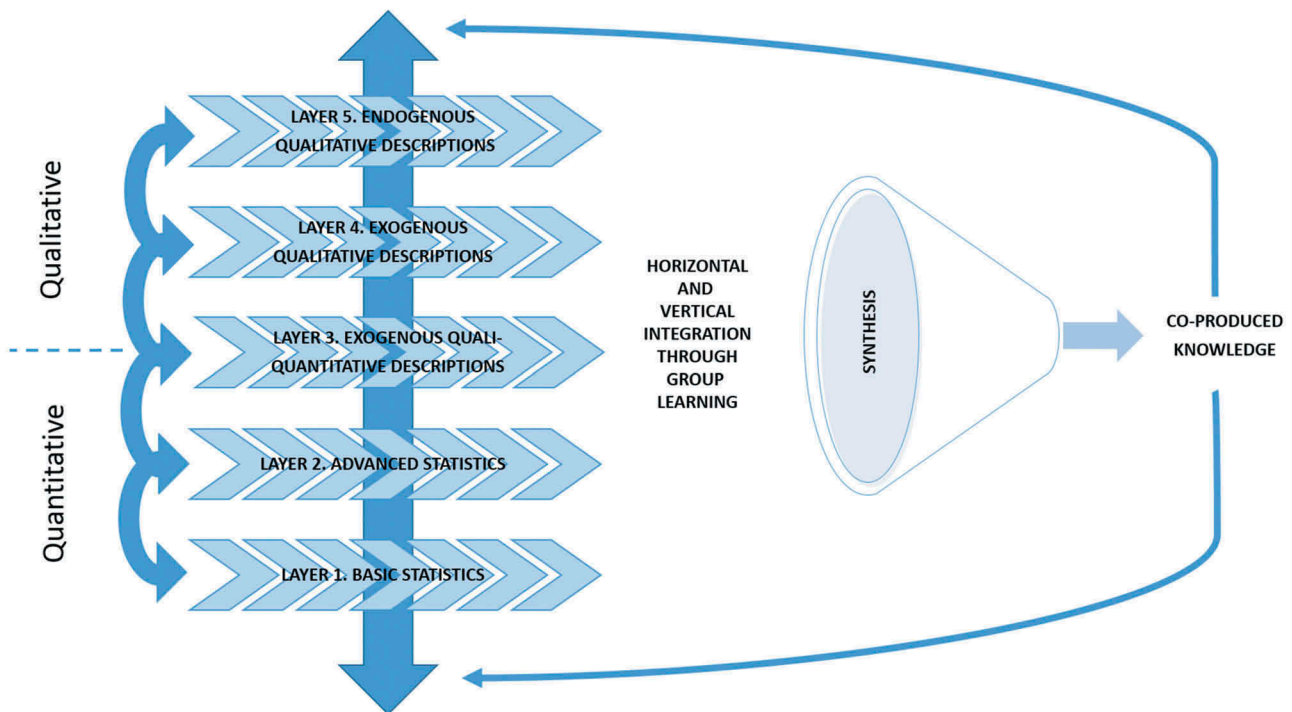 Qualitative
Quantitative
LAYER 5. ENDOGENOUS
QUALITATIVE DESCRIPTIONS
LAYER 4. EXOGENOUS
QUALITATIVE DESCRIPTIONS
LAYER 3. EXOGENOUS QUALI-
QUANTITATIVE DESCRIPTIONS
LAYER 2. ADVANCED STATISTICS
LAYER 1. BASIC STATISTICS
HORIZONTAL
AND
VERTICAL
INTEGRATION
THROUGH
GROUP
LEARNING
SYNTHESIS
CO-PRODUCED
KNOWLEDGE